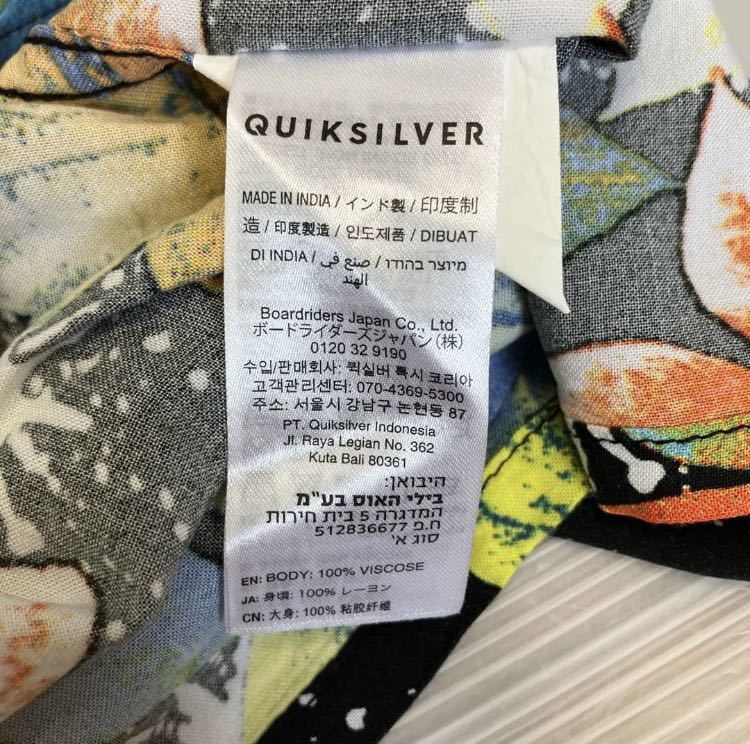 QUIKSILVER
MADE IN INDIA / インド製 / 印度制
造 / 印度製造 / 인도제품 / DIBUAT
DI INDIA / صنع في / מיוצר בהודו
الهند
Boardriders Japan Co., Ltd.
ボードライダーズジャパン(株)
0120 32 9190
수입/판매회사: 퀵실버 록시 코리아
고객관리센터: 070-4369-5300
주소: 서울시 강남구 논현동 87
PT. Quiksilver Indonesia
Jl. Raya Legian No. 362
Kuta Bali 80361
היבואן:
בילי האוס בע"מ
המדגרה 5 בית חירות
ח.פ 512836677
סוג א'
EN: BODY: 100% VISCOSE
JA: 身頃: 100% レーヨン
CN: 大身: 100% 粘胶纤维